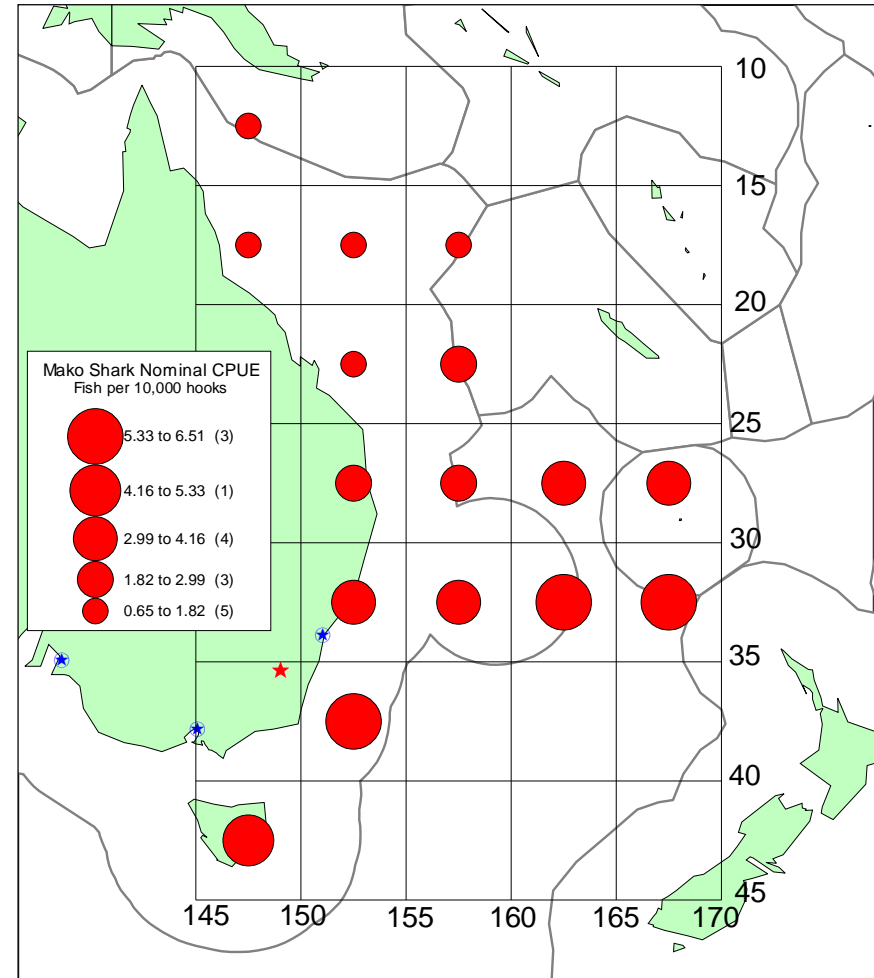 10
15
20
Mako Shark Nominal CPUE
Fish per 10,000 hooks
5.33 to 6.51 (3)
4.16 to 5.33 (1)
2.99 to 4.16 (4)
1.82 to 2.99 (3)
0.65 to 1.82 (5)
25
30
35
40
45
145 150 155 160 165 170